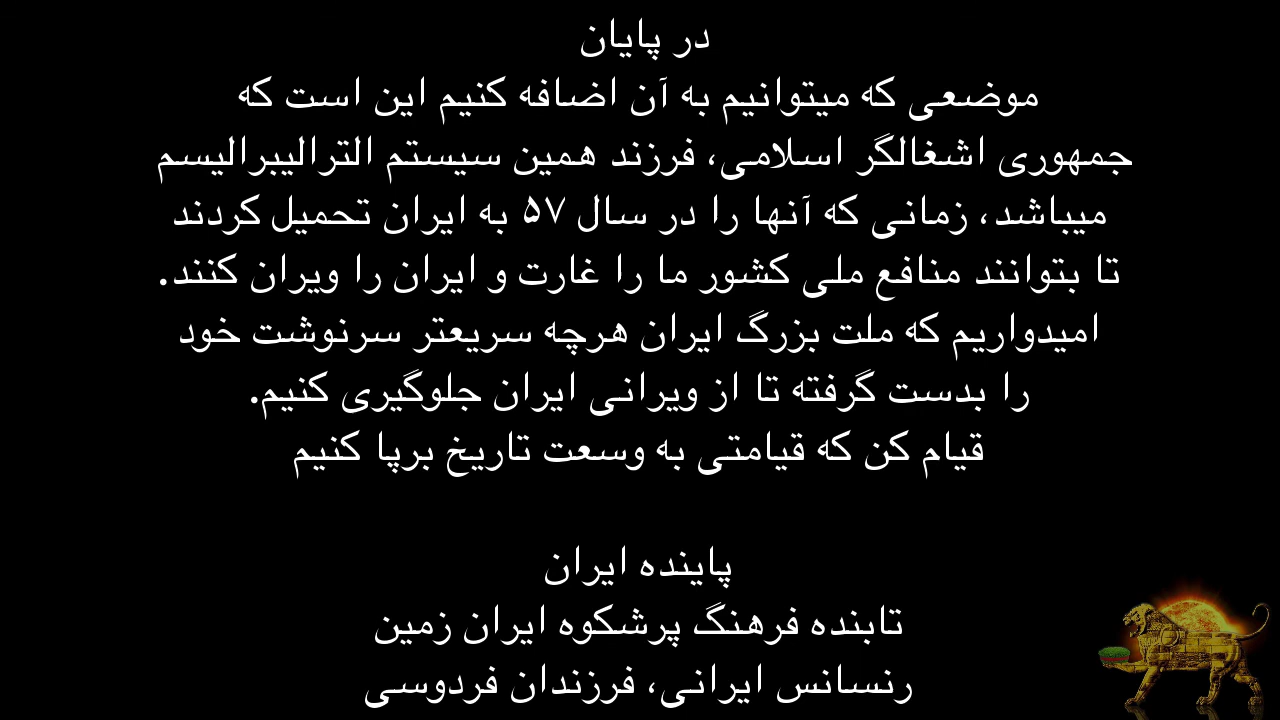 در پایان
موضعی که میتوانیم به آن اضافه کنیم این است که
جمهوری اشغالگر اسلامی، فرزند همین سیستم الترالیبرالیسم
میباشد، زمانی که آنها را در سال ۵۷ به ایران تحمیل کردند
تا بتوانند منافع ملی کشور ما را غارت و ایران را ویران کنند.
امیدواریم که ملت بزرگ ایران هرچه سریعتر سرنوشت خود
را بدست گرفته تا از ویرانی ایران جلوگیری کنیم.
قیام کن که قیامتی به وسعت تاریخ برپا کنیم
پاینده ایران
تابنده فرهنگ پرشکوه ایران زمین
رنسانس ایرانی، فرزندان فردوسی